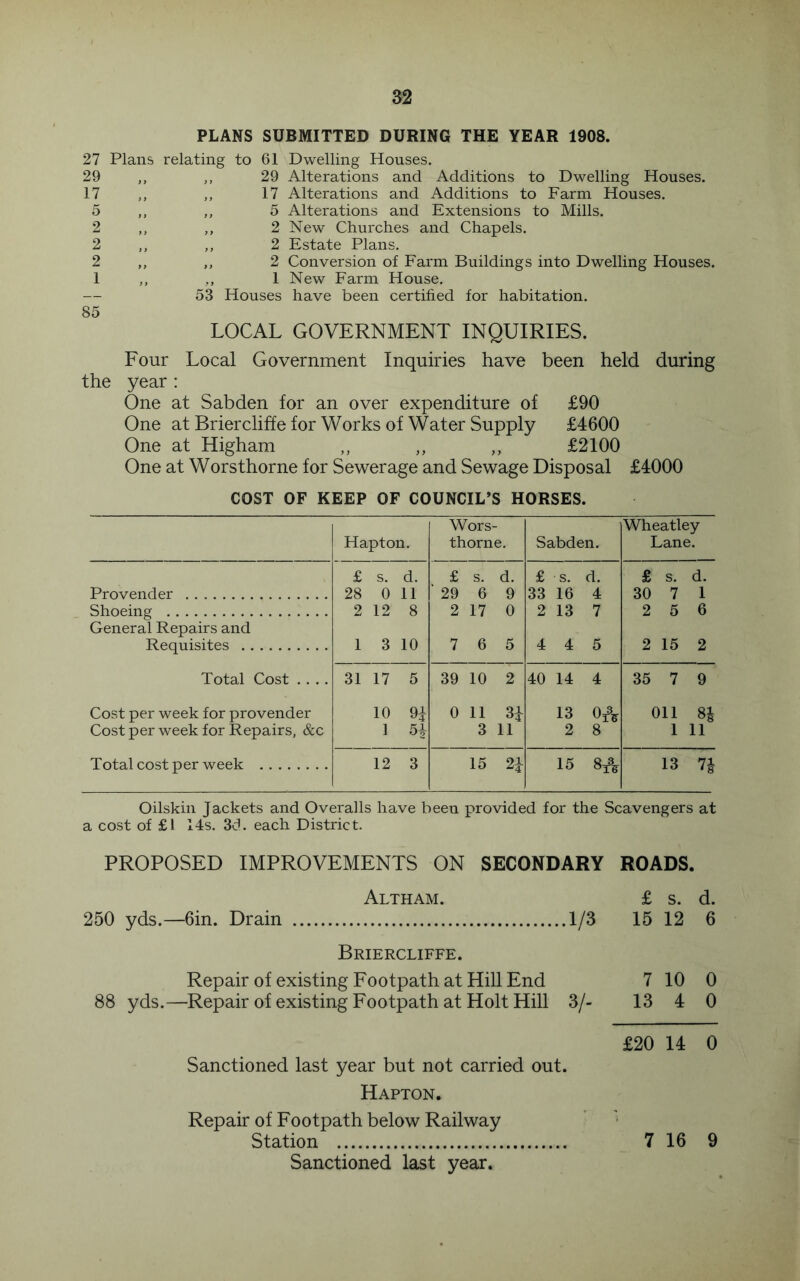 32
PLANS SUBMITTED DURING THE YEAR 1908.
27 Plans relating to 61 Dwelling Houses.
29 ,, ,, 29 Alterations and Additions to Dwelling Houses.
17 ,, ,, 17 Alterations and Additions to Farm Houses.
5 ,, ,, 5 Alterations and Extensions to Mills.
2 ,, ,, 2 New Churches and Chapels.
2 ,, ,, 2 Estate Plans.
2 ,, ,, 2 Conversion of Farm Buildings into Dwelling Houses.
1 ,, ,, 1 New Farm House.
— 53 Houses have been certified for habitation.
85
LOCAL GOVERNMENT INQUIRIES.
Four Local Government Inquiries have been held during
the year :
One at Sabden for an over expenditure of £90
One at Briercliffe for Works of Water Supply £4600
One at Higham ,, ,, ,, £2100
One at Worsthorne for Sewerage and Sewage Disposal £4000
COST OF KEEP OF COUNCIL'S HORSES.
Hapton. Wors- Sabden. Wheatley
thorne. Lane.
£ s. d. £ s. d. £ s. d. £ s. d.
Provender ................ 28 0 11 29 6 9 33 16 4 30 7 1
Shoeing .................. 2 12 8 2 17 0 2 13 7 2 5 6
General Repairs and
Requisites .......... 1 3 10 7 6 5 4 4 5 2 15 2
Total Cost .... 31 17 5 39 10 2 40 14 4 35 7 9
Cost per week for provender 10 9¼ 0 11 3¼ 13 0 3/16 011 8⅛
Cost per week for Repairs, &c 1 5½ 3 11 2 8 1 11
Total cost per week ........ 12 3 15 2¼ 15 8 3/16 13 7⅛
Oilskin Jackets and Overalls have been provided for the Scavengers at
a cost of £1 14s. 3d. each District.
PROPOSED IMPROVEMENTS ON SECONDARY ROADS.
ALTHAM. £ s. d.
250 yds.—6in. Drain ..................................................1/3 15 12 6
BRIERCLIFFE.
Repair of existing Footpath at Hill End 7 10 0
88 yds.—Repair of existing Footpath at Holt Hill 3/- 13 4 0
£20 14 0
Sanctioned last year but not carried out.
HAPTON.
Repair of Footpath below Railway
Station .......................................... 7 16 9
Sanctioned last year.